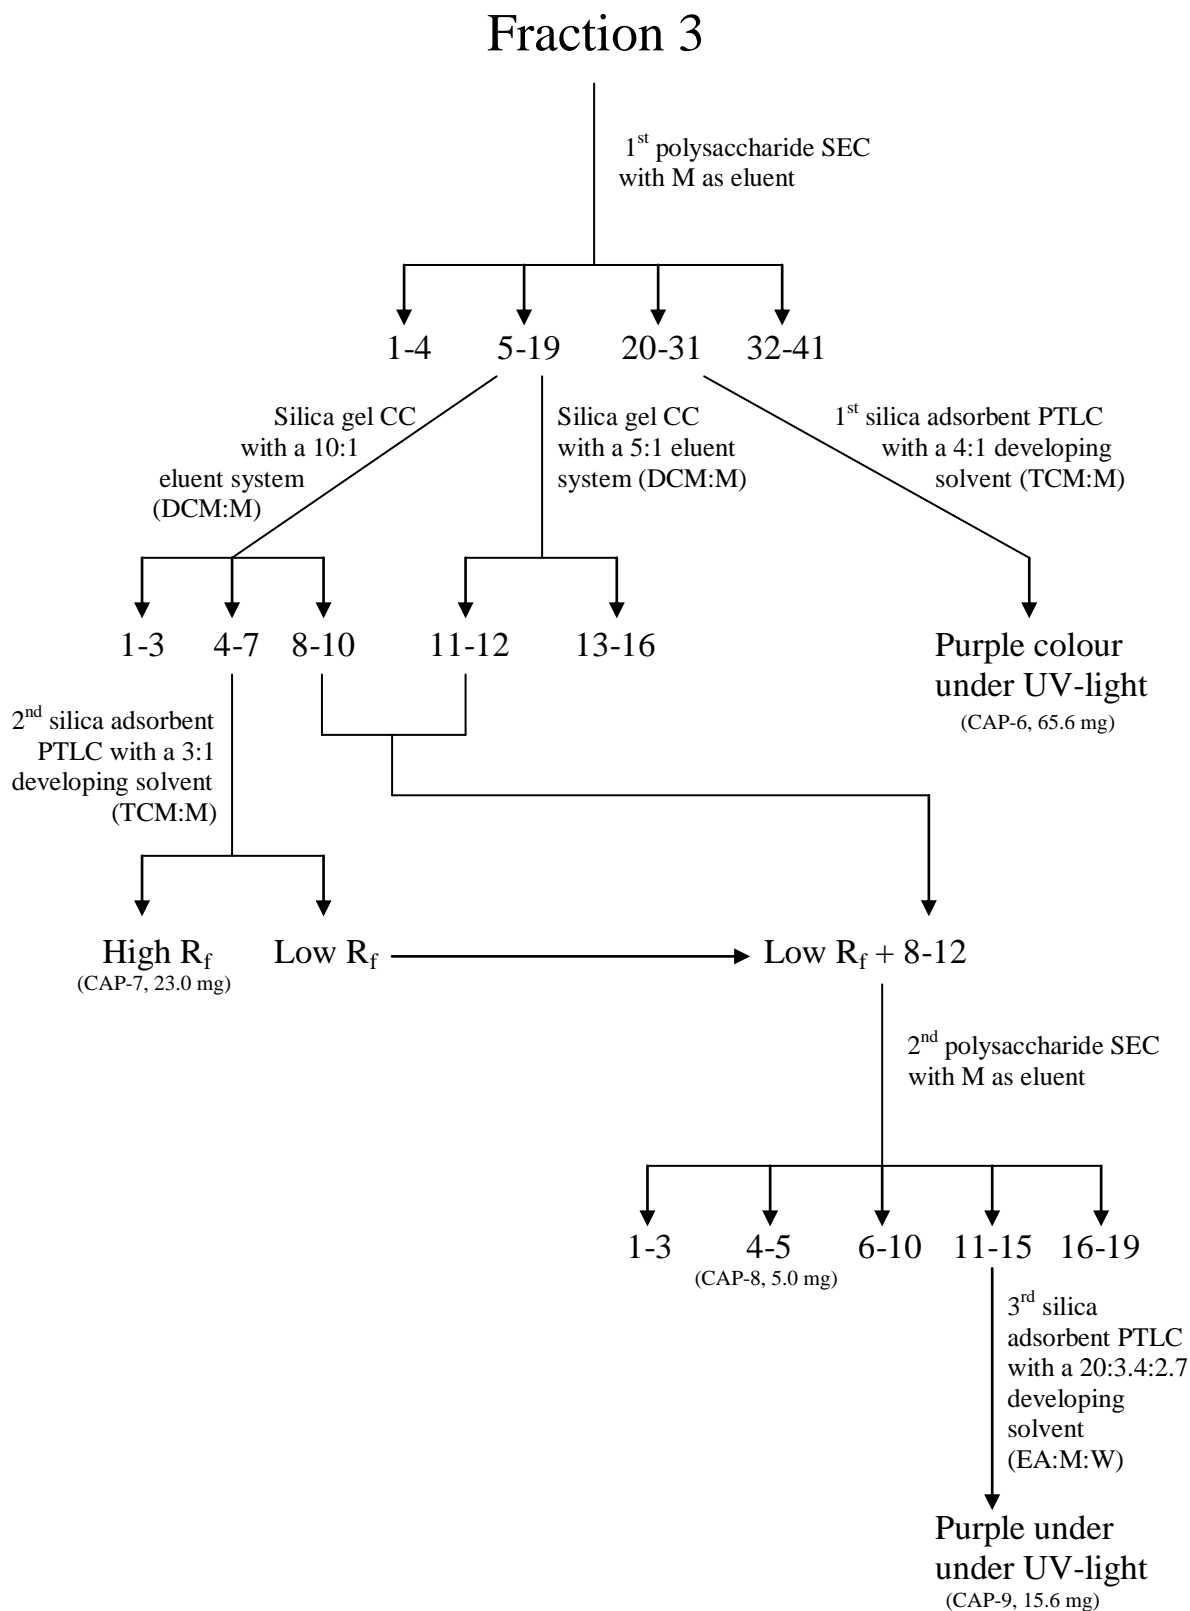 Fraction 3
1st polysaccharide SEC
with M as eluent
1-4 5-19 20-31 32-41
Silica gel CC
with a 10:1
eluent system
(DCM:M)
Silica gel CC
with a 5:1 eluent
system (DCM:M)
1st silica adsorbent PTLC
with a 4:1 developing
solvent (TCM:M)
1-3 4-7 8-10 11-12 13-16
Purple colour
under UV-light
(CAP-6, 65.6 mg)
2nd silica adsorbent
PTLC with a 3:1
developing solvent
(TCM:M)
High Rf
(CAP-7, 23.0 mg)
Low Rf
Low Rf + 8-12
2nd polysaccharide SEC
with M as eluent
1-3 4-5 6-10 11-15 16-19
(CAP-8, 5.0 mg)
3rd silica
adsorbent PTLC
with a 20:3.4:2.7
developing
solvent
(EA:M:W)
Purple under
under UV-light
(CAP-9, 15.6 mg)